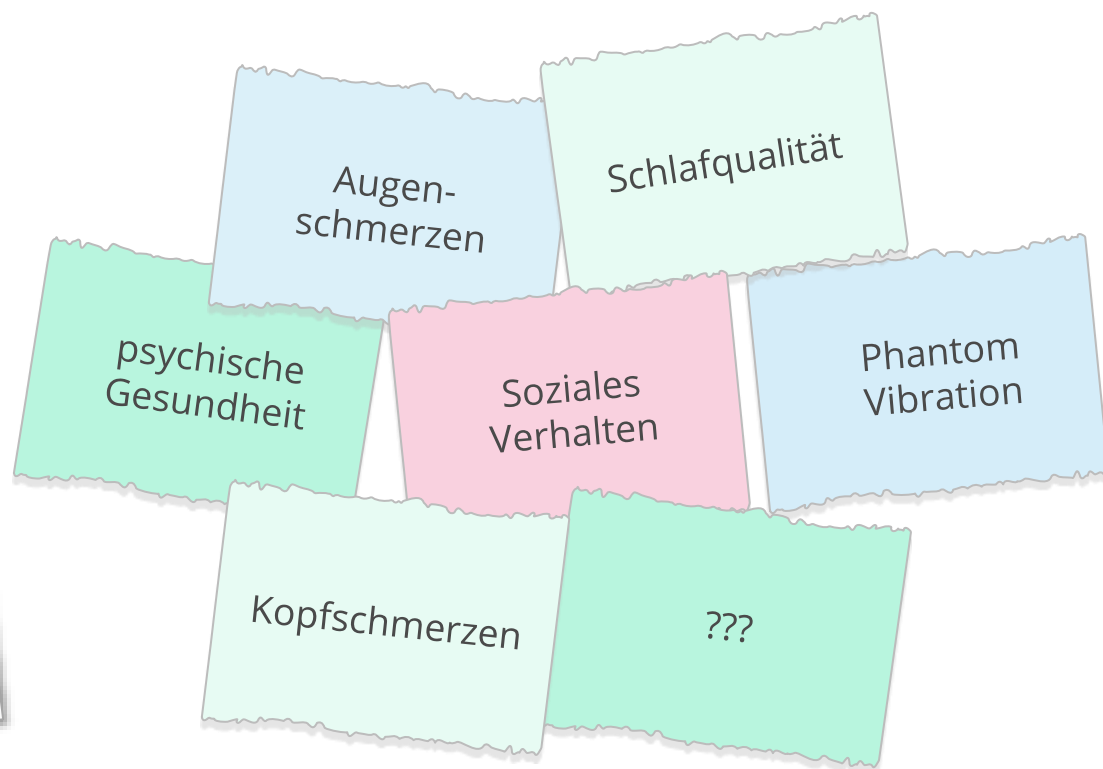 Augen-
schmerzen
Schlafqualität
psychische
Gesundheit
Soziales
Verhalten
Phantom
Vibration
Kopfschmerzen
???